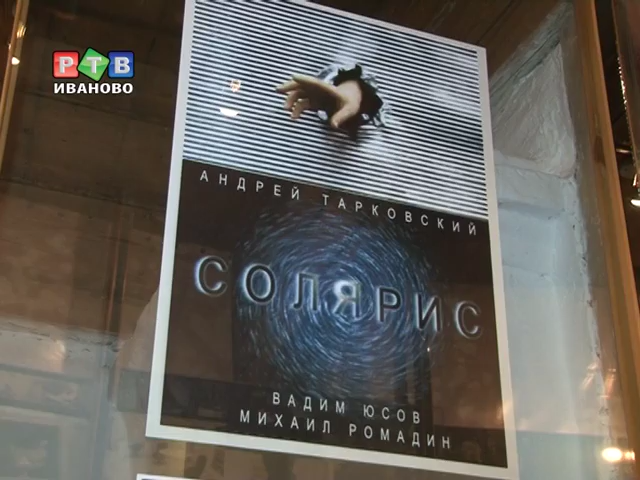 РТВ
ИВАНОВО
АНДРЕЙ ТАРКОВСКИЙ
СОЛЯРИС
ВАДИМ ЮСОВ
МИХАИЛ РОМАДИН